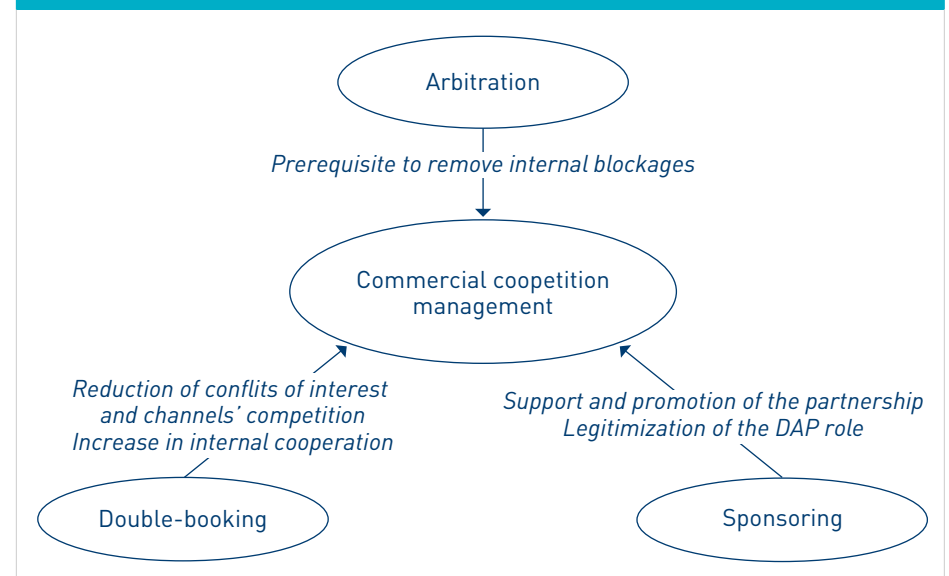 Arbitration
Prerequisite to remove internal blockages
Commercial coopetition
management
Reduction of conflits of interest
and channels’ competition
Increase in internal cooperation
Support and promotion of the partnership
Legitimization of the DAP role
Double-booking
Sponsoring